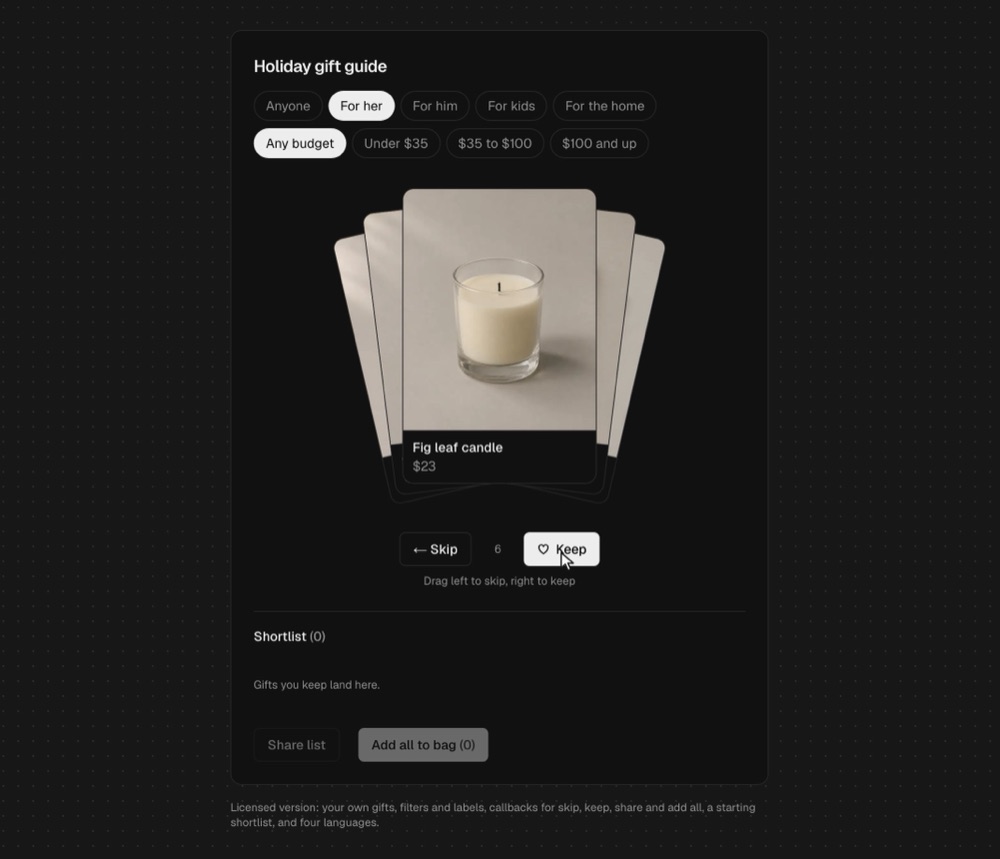 Holiday gift guide
Anyone For her For him For kids For the home
Any budget Under $35 $35 to $100 $100 and up
Fig leaf candle
$23
← Skip 6 ♡ Keep
Drag left to skip, right to keep
Shortlist (0)
Gifts you keep land here.
Share list Add all to bag (0)
Licensed version: your own gifts, filters and labels, callbacks for skip, keep, share and add all, a starting
shortlist, and four languages.